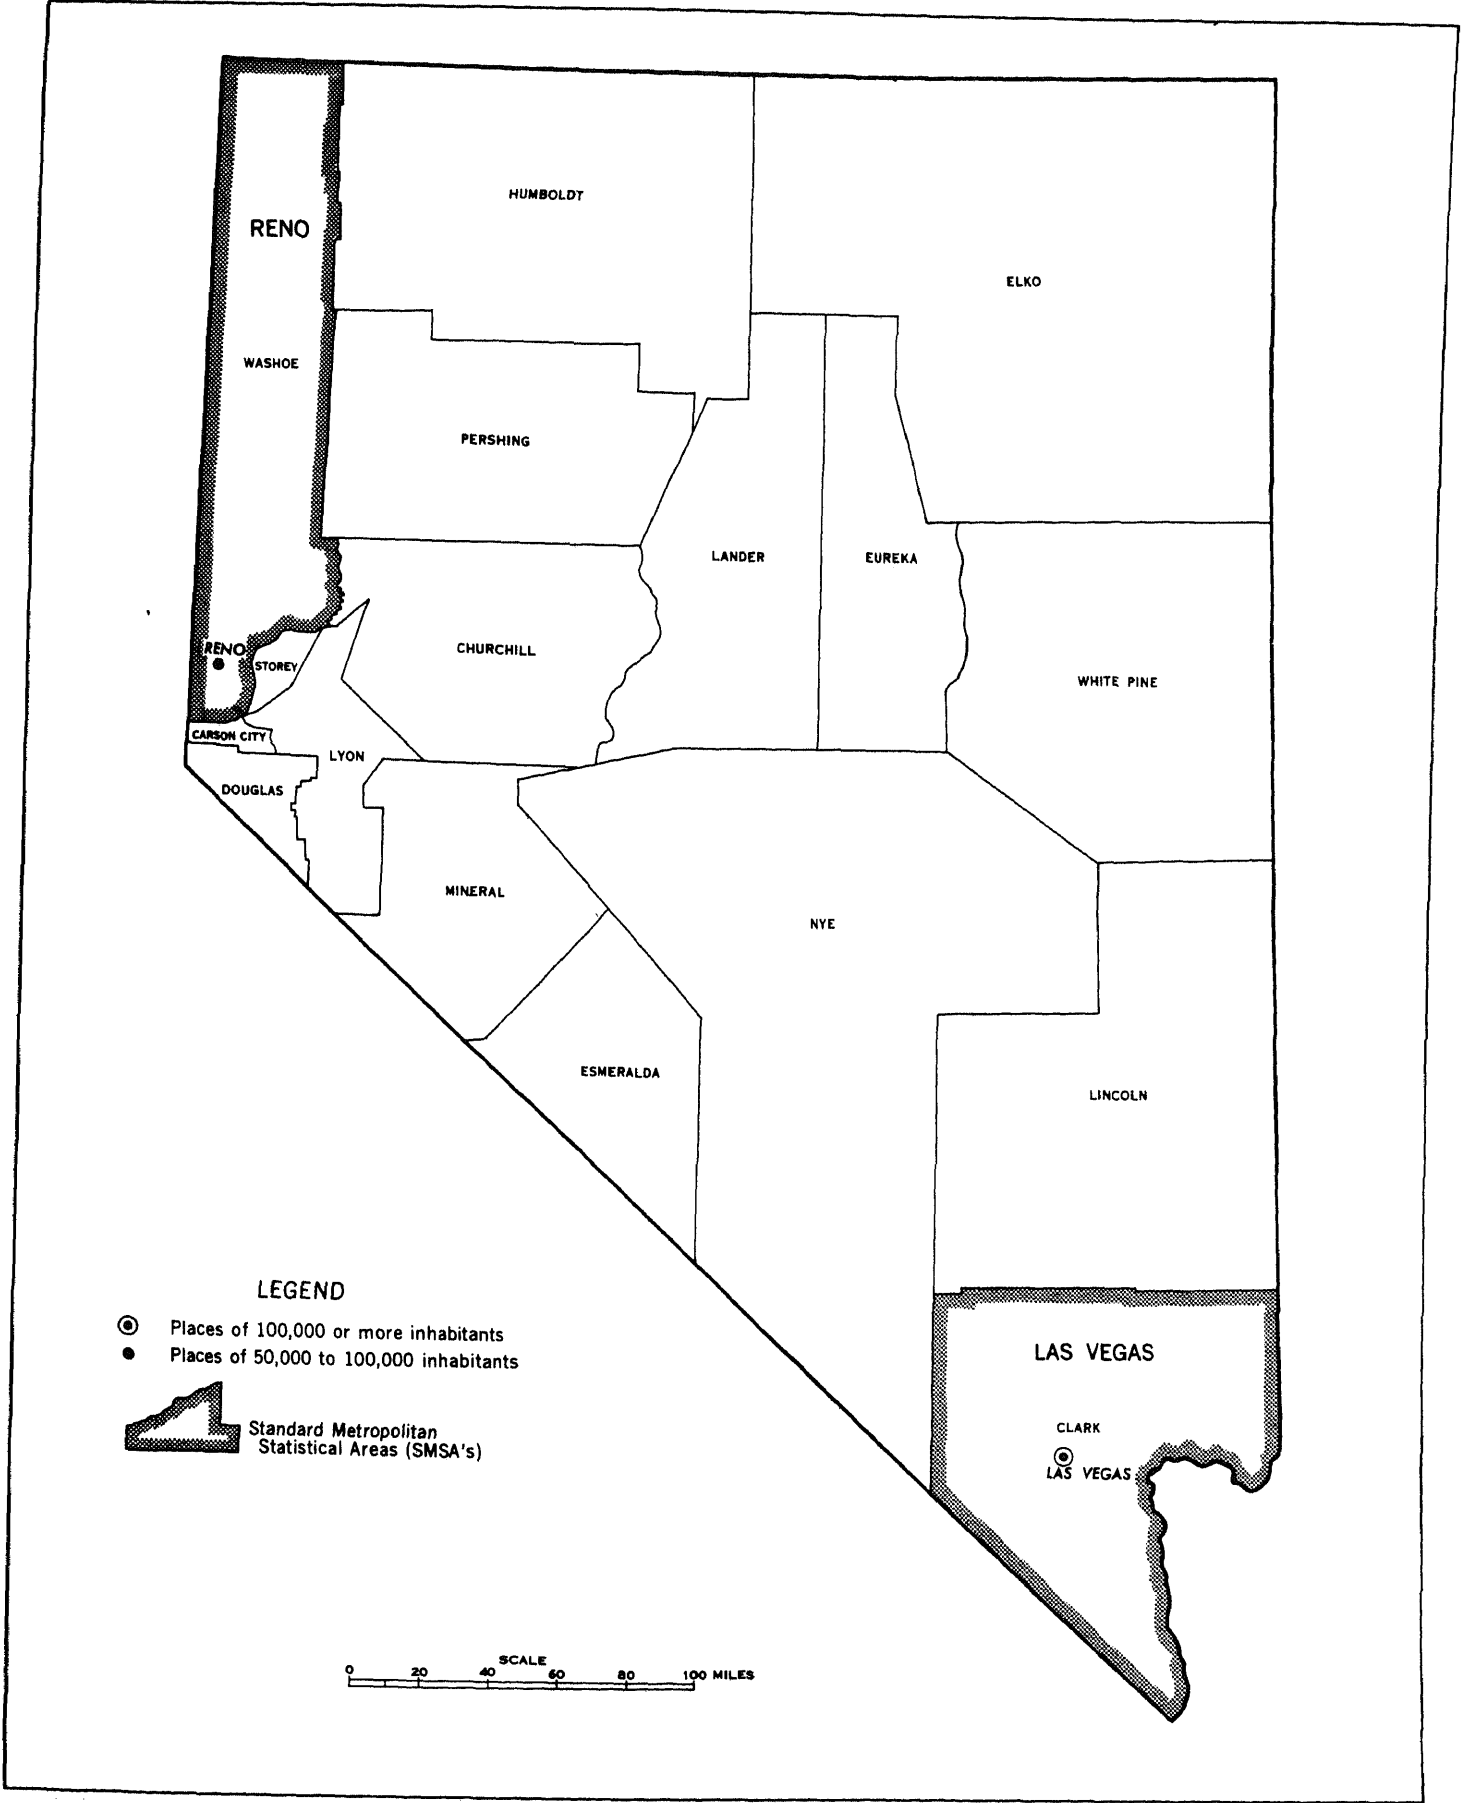 HUMBOLDT
RENO
ELKO
WASHOE
PERSHING
LANDER
EUREKA
RENO
CHURCHILL
STOREY
WHITE PINE
CARSON CITY
LYON
DOUGLAS
MINERAL
NYE
ESMERALDA
LINCOLN
LEGEND
Places of 100,000 or more inhabitants
Places of 50,000 to 100,000 inhabitants
Standard Metropolitan
Statistical Areas (SMSA's)
LAS VEGAS
CLARK
LAS VEGAS
SCALE
0 20 40 60 80 100 MILES